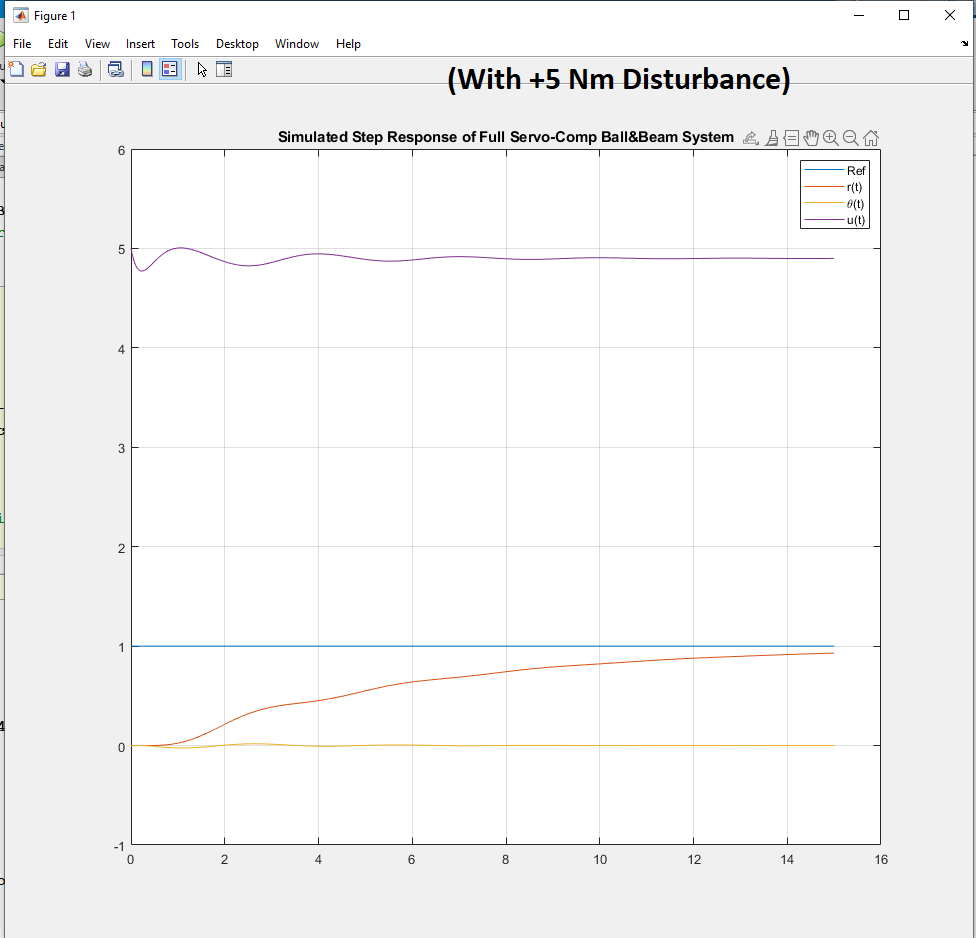 Figure 1
File Edit View Insert Tools Desktop Window Help
(With +5 Nm Disturbance)
Simulated Step Response of Full Servo-Comp Ball&Beam System
Ref
r(t)
θ(t)
u(t)
6
5
4
3
2
1
0
-1
0 2 4 6 8 10 12 14 16